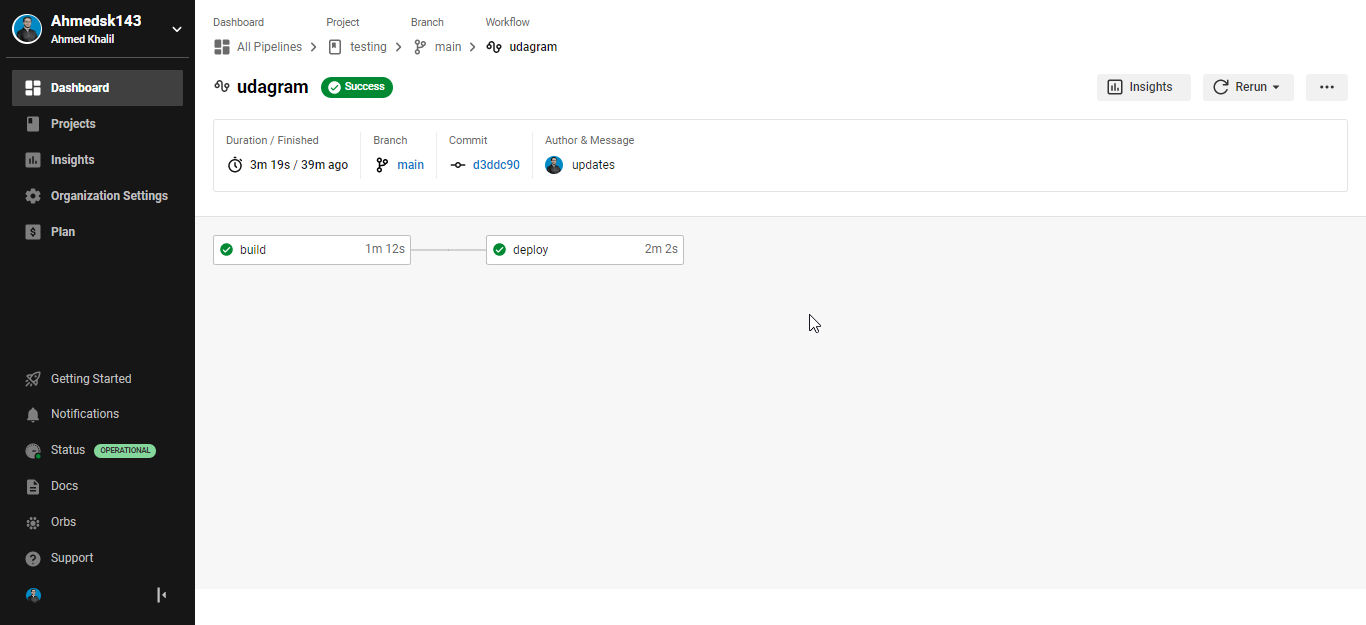 Ahmedsk143
Ahmed Khalil
Dashboard
Projects
Insights
Organization Settings
Plan
Getting Started
Notifications
Status OPERATIONAL
Docs
Orbs
Support
Dashboard Project Branch Workflow
All Pipelines testing main udagram
udagram Success Insights Rerun
Duration / Finished Branch Commit Author & Message
3m 19s / 39m ago main d3ddc90 updates
build 1m 12s deploy 2m 2s